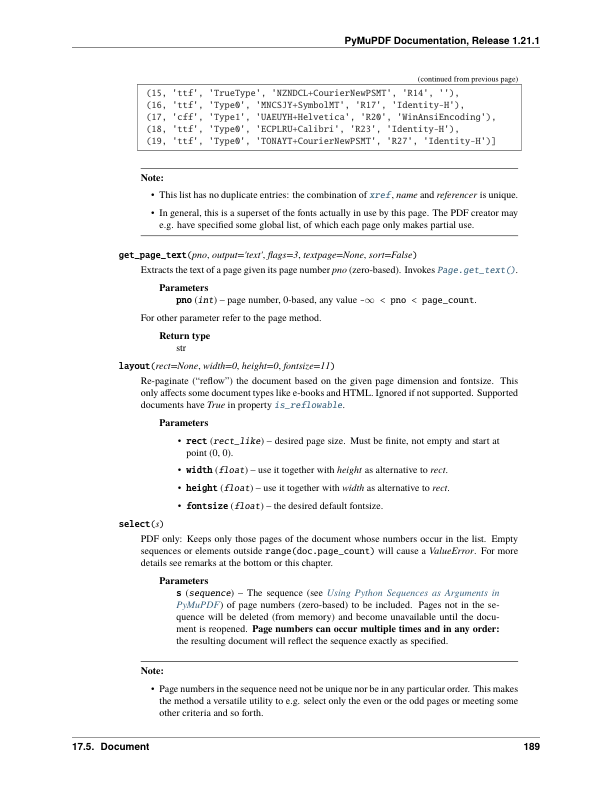 PyMuPDF Documentation, Release 1.21.1
(continued from previous page)
(15, 'ttf', 'TrueType', 'NZNDCL+CourierNewPSMT', 'R14', ''),
(16, 'ttf', 'Type0', 'MNCSJY+SymbolMT', 'R17', 'Identity-H'),
(17, 'cff', 'Type1', 'UAEUYH+Helvetica', 'R20', 'WinAnsiEncoding'),
(18, 'ttf', 'Type0', 'ECPLRU+Calibri', 'R23', 'Identity-H'),
(19, 'ttf', 'Type0', 'TONAYT+CourierNewPSMT', 'R27', 'Identity-H')]
Note:
• This list has no duplicate entries: the combination of xref, name and referencer is unique.
• In general, this is a superset of the fonts actually in use by this page. The PDF creator may
e.g. have specified some global list, of which each page only makes partial use.
get_page_text(pno, output='text', flags=3, textpage=None, sort=False)
Extracts the text of a page given its page number pno (zero-based). Invokes Page.get_text().
Parameters
pno (int) – page number, 0-based, any value -∞ < pno < page_count.
For other parameter refer to the page method.
Return type
str
layout(rect=None, width=0, height=0, fontsize=11)
Re-paginate (“reflow”) the document based on the given page dimension and fontsize. This
only affects some document types like e-books and HTML. Ignored if not supported. Supported
documents have True in property is_reflowable.
Parameters
• rect (rect_like) – desired page size. Must be finite, not empty and start at
point (0, 0).
• width (float) – use it together with height as alternative to rect.
• height (float) – use it together with width as alternative to rect.
• fontsize (float) – the desired default fontsize.
select(s)
PDF only: Keeps only those pages of the document whose numbers occur in the list. Empty
sequences or elements outside range(doc.page_count) will cause a ValueError. For more
details see remarks at the bottom or this chapter.
Parameters
s (sequence) – The sequence (see Using Python Sequences as Arguments in
PyMuPDF) of page numbers (zero-based) to be included. Pages not in the se-
quence will be deleted (from memory) and become unavailable until the docu-
ment is reopened. Page numbers can occur multiple times and in any order:
the resulting document will reflect the sequence exactly as specified.
Note:
• Page numbers in the sequence need not be unique nor be in any particular order. This makes
the method a versatile utility to e.g. select only the even or the odd pages or meeting some
other criteria and so forth.
17.5. Document 189